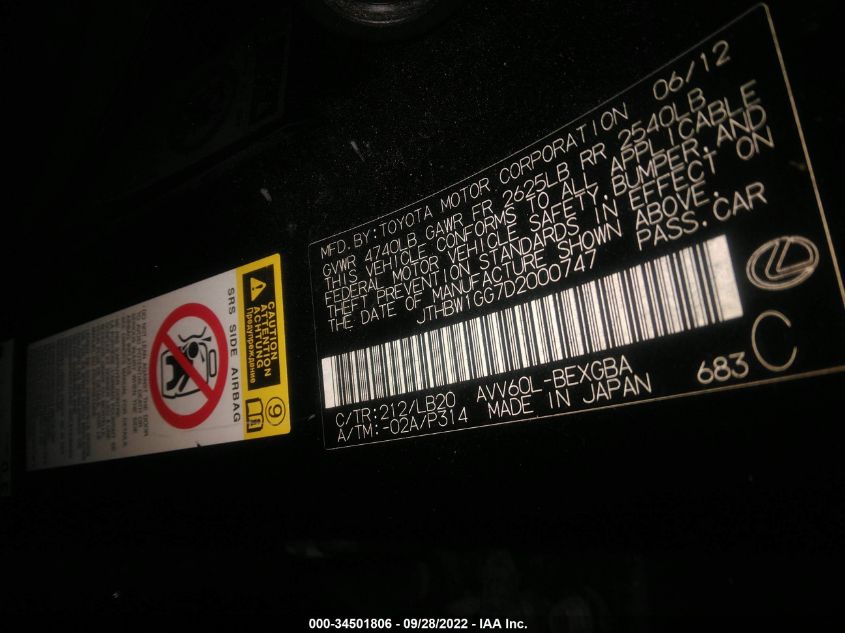 MFD. BY: TOYOTA MOTOR CORPORATION 06/12
GVWR 4740LB GAWR FR 2625LB RR 2540LB
THIS VEHICLE CONFORMS TO ALL APPLICABLE
FEDERAL MOTOR VEHICLE SAFETY, BUMPER, AND
THEFT PREVENTION STANDARDS IN EFFECT ON
THE DATE OF MANUFACTURE SHOWN ABOVE.
JTHBW1GG7D2000747 PASS. CAR
C/TR: 212/LB20 AVV60L-BEXGBA
A/TM: -02A/P314 MADE IN JAPAN 683 C
CAUTION
ATTENTION
ACHTUNG
Предупреждение
9
SRS SIDE AIRBAG
000-34501806 - 09/28/2022 - IAA Inc.